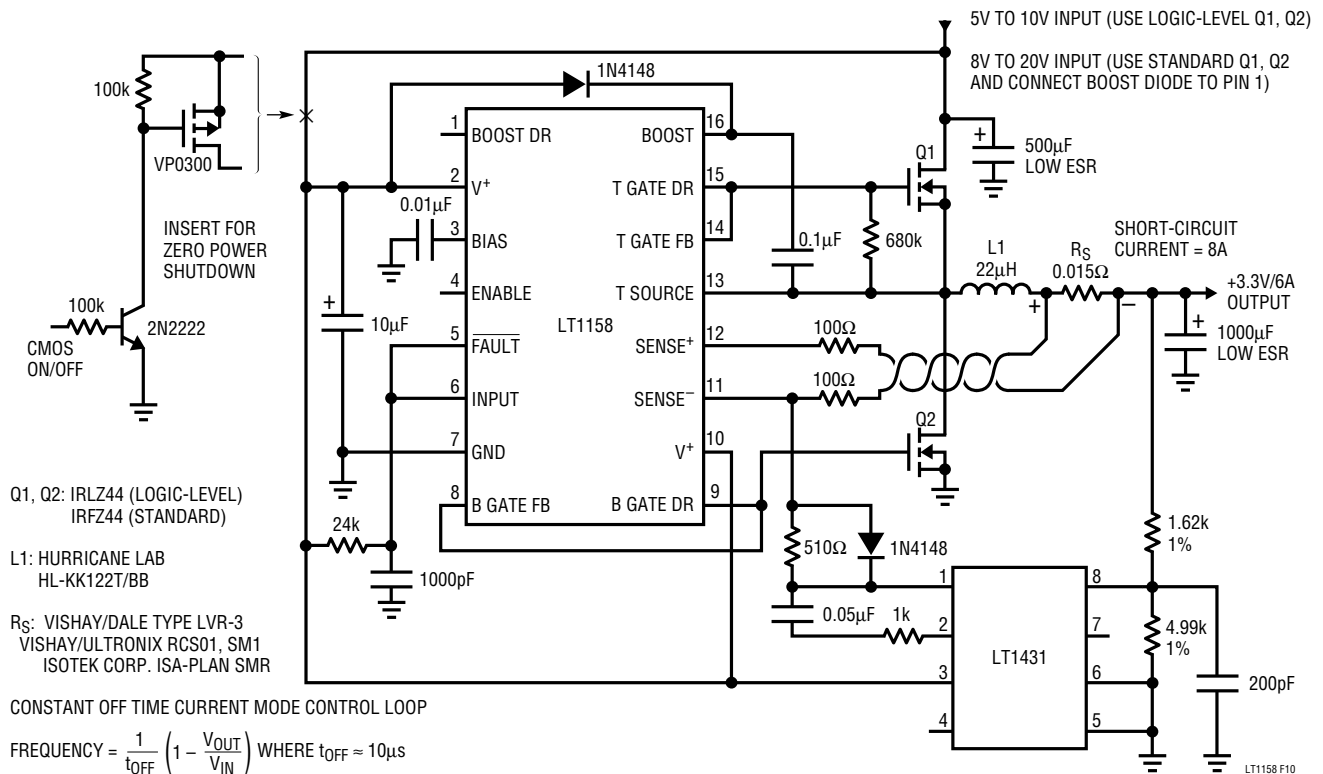 5V TO 10V INPUT (USE LOGIC-LEVEL Q1, Q2)
8V TO 20V INPUT (USE STANDARD Q1, Q2
AND CONNECT BOOST DIODE TO PIN 1)
100k
VP0300
INSERT FOR
ZERO POWER
SHUTDOWN
100k
2N2222
CMOS
ON/OFF
1N4148
1
BOOST DR
BOOST
16
2
V+
T GATE DR
15
0.01µF
3
BIAS
T GATE FB
14
4
ENABLE
T SOURCE
13
LT1158
5
FAULT
SENSE+
12
6
INPUT
SENSE–
11
7
GND
V+
10
8
B GATE FB
B GATE DR
9
+
10µF
24k
1000pF
0.1µF
680k
Q1
+
500µF
LOW ESR
L1
22µH
RS
0.015Ω
+
–
SHORT-CIRCUIT
CURRENT = 8A
+3.3V/6A
OUTPUT
+
1000µF
LOW ESR
100Ω
100Ω
Q2
510Ω
1N4148
0.05µF
1k
1
2
3
4
LT1431
8
7
6
5
1.62k
1%
4.99k
1%
200pF
Q1, Q2: IRLZ44 (LOGIC-LEVEL)
IRFZ44 (STANDARD)
L1: HURRICANE LAB
HL-KK122T/BB
RS: VISHAY/DALE TYPE LVR-3
VISHAY/ULTRONIX RCS01, SM1
ISOTEK CORP. ISA-PLAN SMR
CONSTANT OFF TIME CURRENT MODE CONTROL LOOP
FREQUENCY = 1/tOFF (1 – VOUT/VIN) WHERE tOFF ≈ 10µs
LT1158 F10